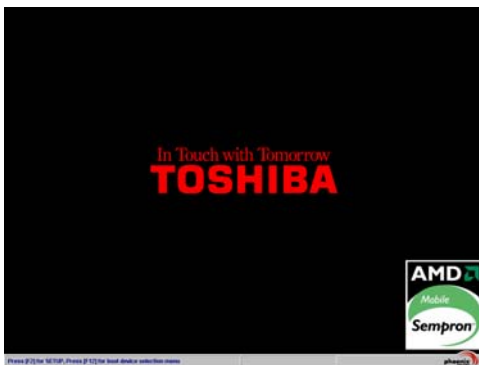 In Touch with Tomorrow
TOSHIBA
AMD
Mobile
Sempron
Press [F2] for SETUP, Press [F12] for boot device selection menu
phoenix